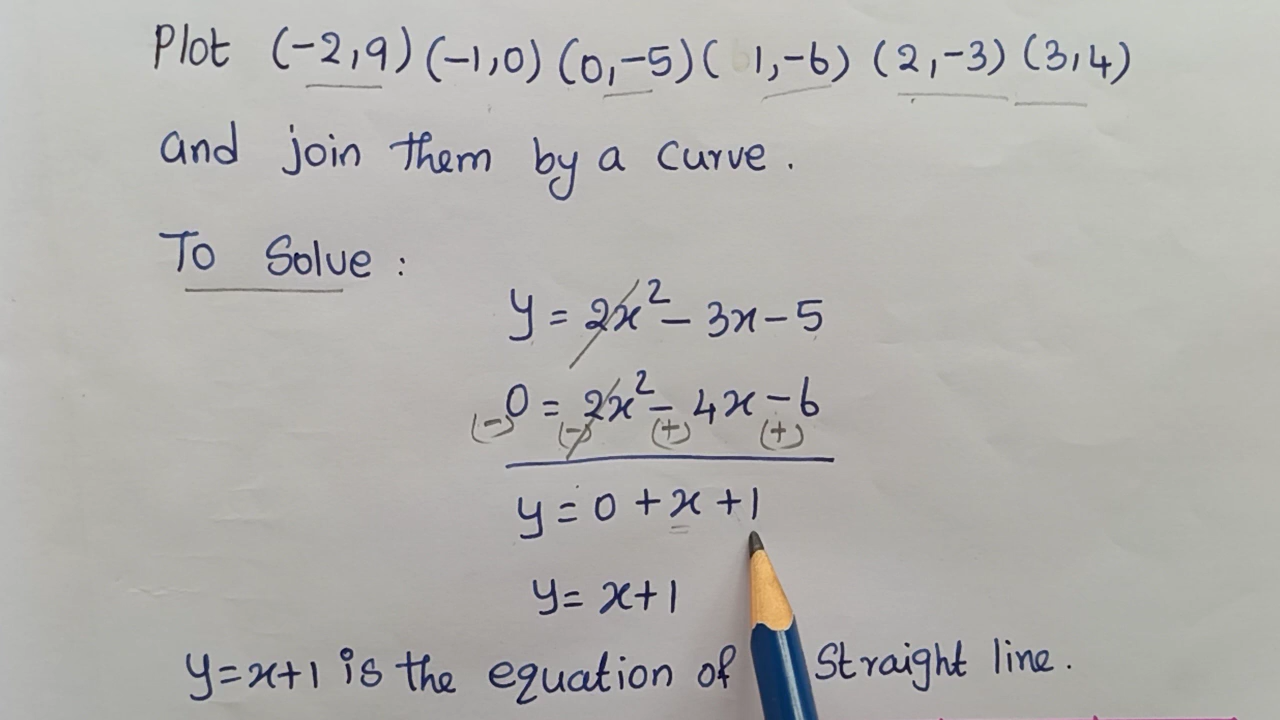 Plot (-2,9) (-1,0) (0,-5) ( 1,-6) (2,-3) (3,4)
and join them by a curve.
To Solve :
y = 2x² - 3x - 5
0 = 2x² - 4x - 6
(-) (-) (+) (+)
y = 0 + x + 1
y = x+1
y=x+1 is the equation of Straight line.